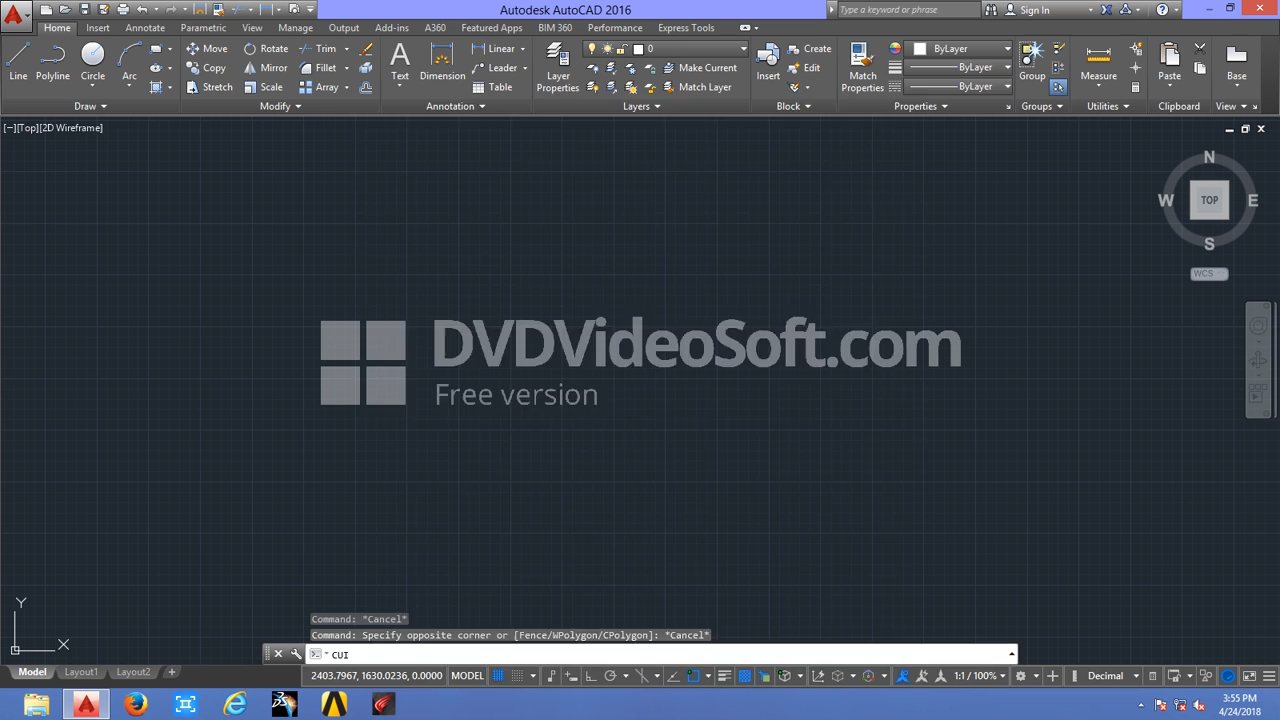 Autodesk AutoCAD 2016
Type a keyword or phrase
Sign In
Home Insert Annotate Parametric View Manage Output Add-ins A360 Featured Apps BIM 360 Performance Express Tools
Line Polyline Circle Arc
Move Rotate Trim
Copy Mirror Fillet
Stretch Scale Array
Text Dimension
Linear
Leader
Table
Layer Properties
0
Make Current
Match Layer
Insert
Create
Edit
Match Properties
ByLayer
ByLayer
ByLayer
Group
Measure
Paste
Base
Draw Modify Annotation Layers Block Properties Groups Utilities Clipboard View
[−][Top][2D Wireframe]
N
W TOP E
S
WCS
DVDVideoSoft.com
Free version
Y
X
Command: *Cancel*
Command: Specify opposite corner or [Fence/WPolygon/CPolygon]: *Cancel*
CUI
Model Layout1 Layout2 +
2403.7967, 1630.0236, 0.0000 MODEL 1:1 / 100% Decimal
3:55 PM
4/24/2018